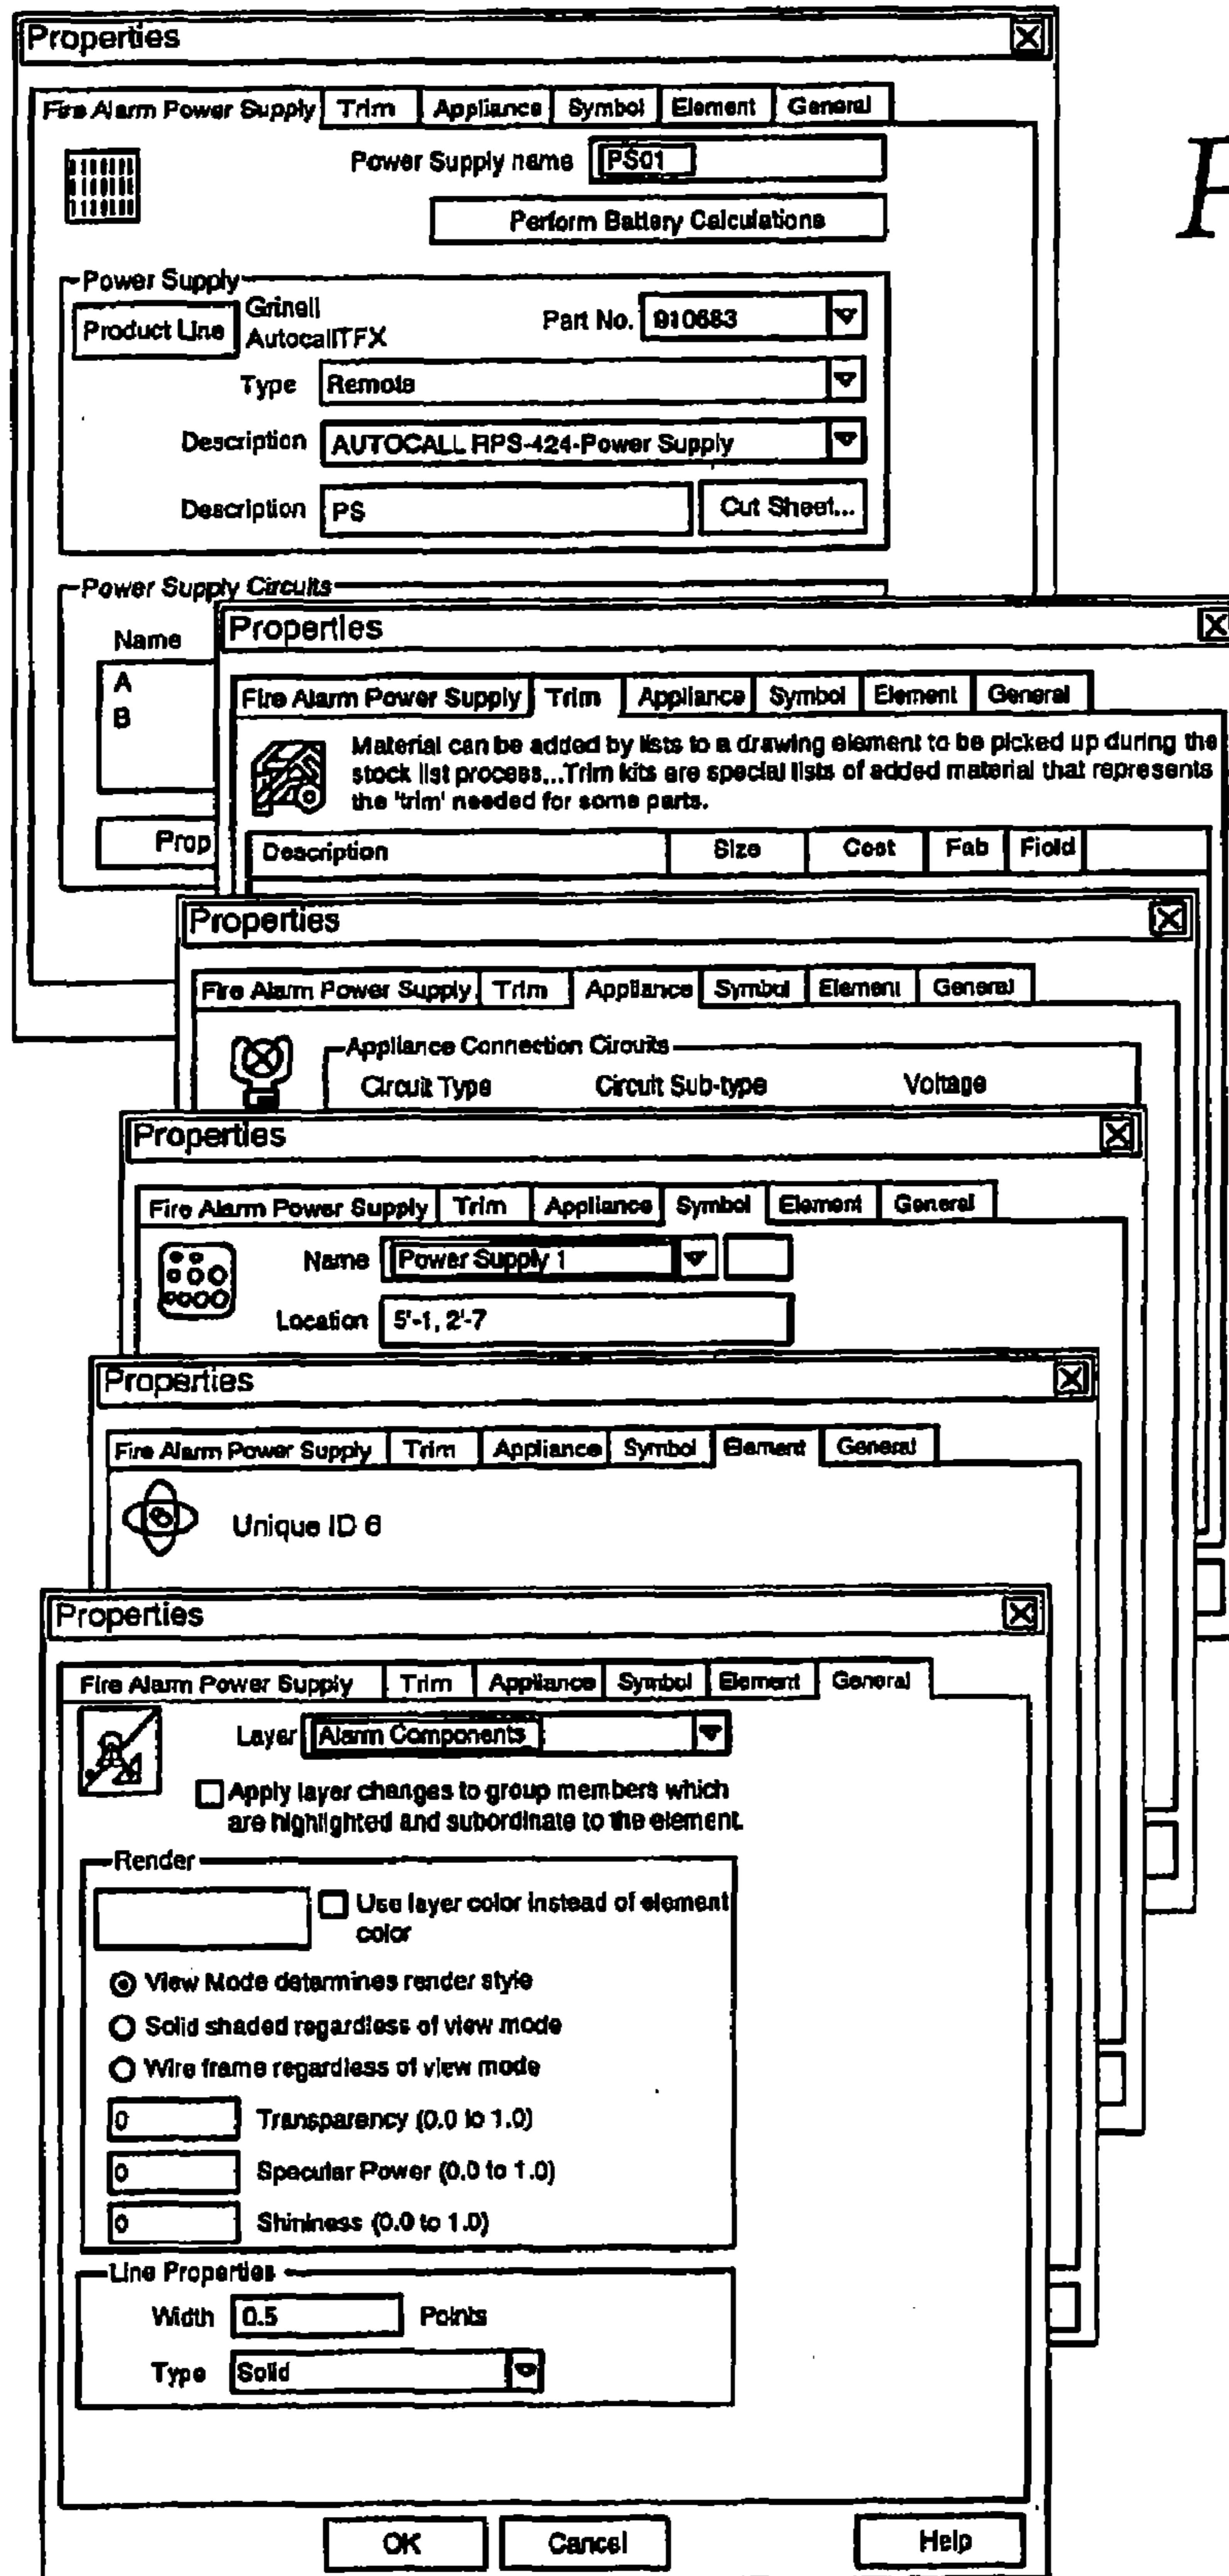 Properties
Fire Alarm Power Supply Trim Appliance Symbol Element General
Power Supply name PS01
Perform Battery Calculations
Power Supply
Product Line Grinell
AutocallTFX
Part No. 910683
Type Remote
Description AUTOCALL RPS-424-Power Supply
Description PS Cut Sheet...
Power Supply Circuits
Name
A
B
Prop
Properties
Fire Alarm Power Supply Trim Appliance Symbol Element General
Material can be added by lists to a drawing element to be picked up during the
stock list process...Trim kits are special lists of added material that represents
the 'trim' needed for some parts.
Description Size Cost Fab Field
Properties
Fire Alarm Power Supply Trim Appliance Symbol Element General
Appliance Connection Circuits
Circuit Type Circuit Sub-type Voltage
Properties
Fire Alarm Power Supply Trim Appliance Symbol Element General
Name Power Supply 1
Location 5'-1, 2'-7
Properties
Fire Alarm Power Supply Trim Appliance Symbol Element General
Unique ID 6
Properties
Fire Alarm Power Supply Trim Appliance Symbol Element General
Layer Alarm Components
Apply layer changes to group members which
are highlighted and subordinate to the element.
Render
Use layer color instead of element
color
View Mode determines render style
Solid shaded regardless of view mode
Wire frame regardless of view mode
0 Transparency (0.0 to 1.0)
0 Specular Power (0.0 to 1.0)
0 Shininess (0.0 to 1.0)
Line Properties
Width 0.5 Points
Type Solid
OK Cancel Help